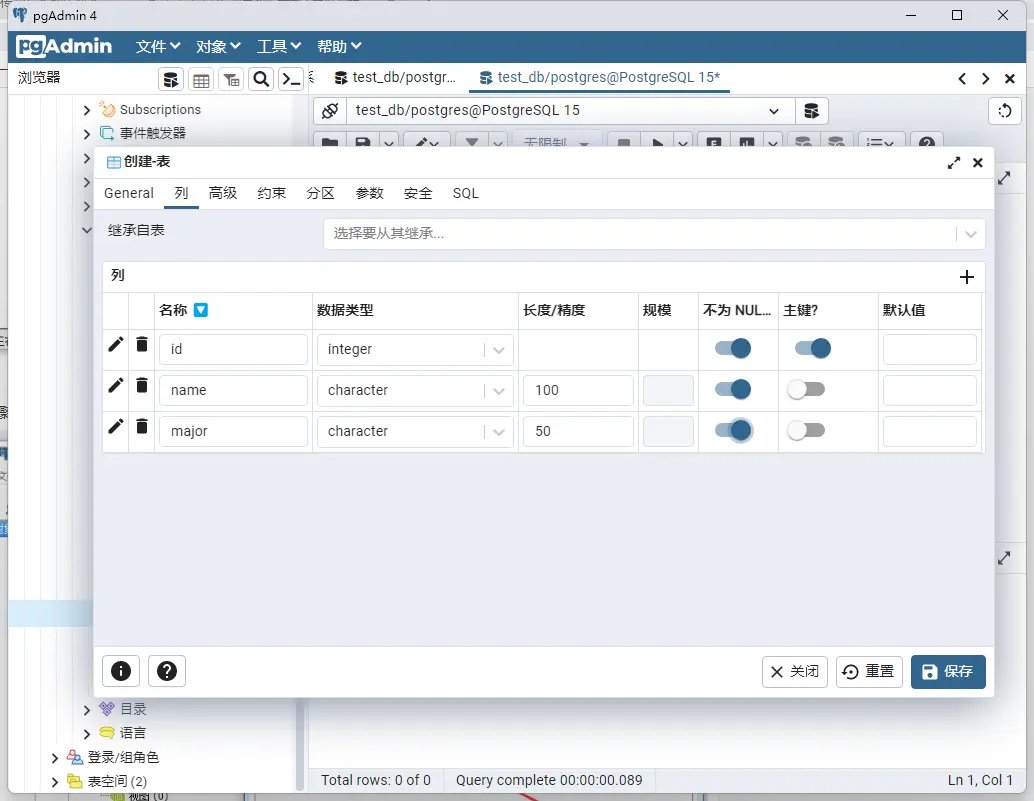 pgAdmin 4
pgAdmin 文件 对象 工具 帮助
浏览器 test_db/postgr... test_db/postgres@PostgreSQL 15*
Subscriptions test_db/postgres@PostgreSQL 15
事件触发器
无限制
创建-表
General 列 高级 约束 分区 参数 安全 SQL
继承自表 选择要从其继承...
列
名称 数据类型 长度/精度 规模 不为 NUL... 主键? 默认值
id integer
name character 100
major character 50
关闭 重置 保存
目录
语言
登录/组角色
表空间 (2)
Total rows: 0 of 0 Query complete 00:00:00.089 Ln 1, Col 1
视图 (0)